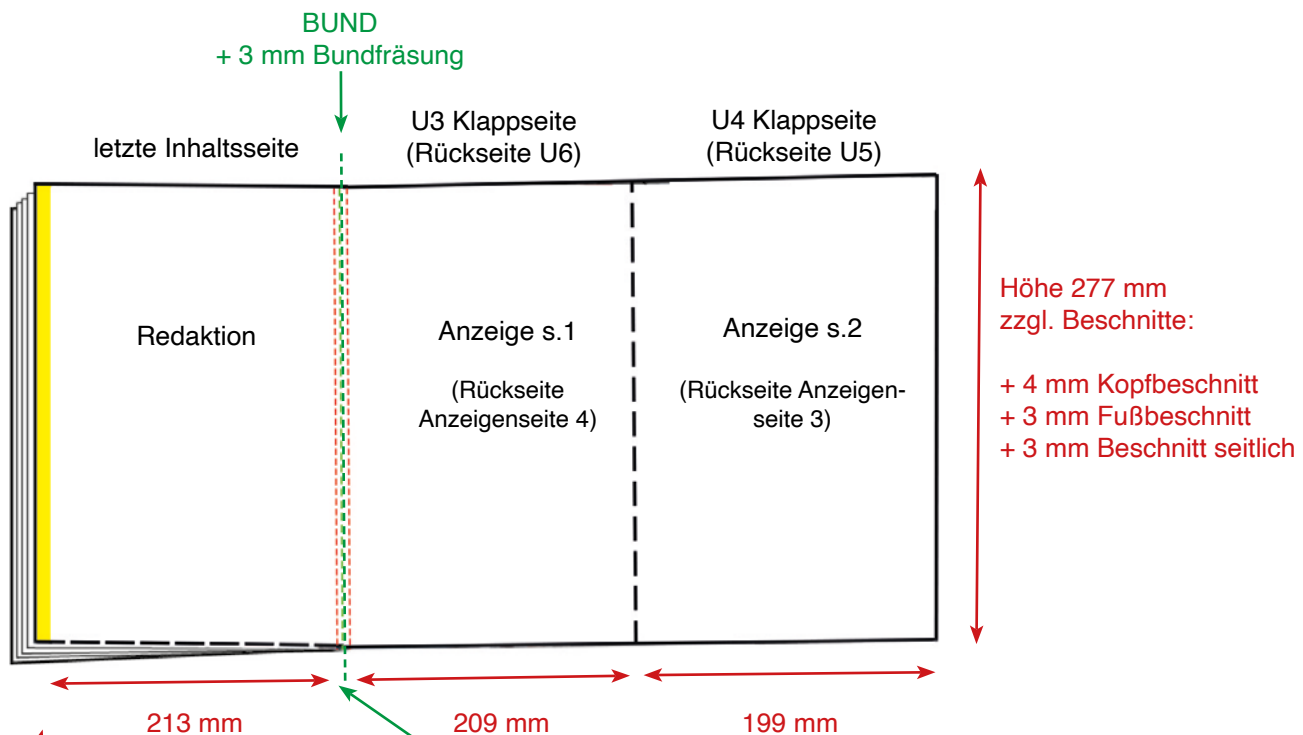 BUND
+ 3 mm Bundfräsung
letzte Inhaltsseite
U3 Klappseite
(Rückseite U6)
U4 Klappseite
(Rückseite U5)
Redaktion
Anzeige s.1
(Rückseite
Anzeigenseite 4)
Anzeige s.2
(Rückseite Anzeigen-
seite 3)
Höhe 277 mm
zzgl. Beschnitte:
+ 4 mm Kopfbeschnitt
+ 3 mm Fußbeschnitt
+ 3 mm Beschnitt seitlich
213 mm
209 mm
199 mm